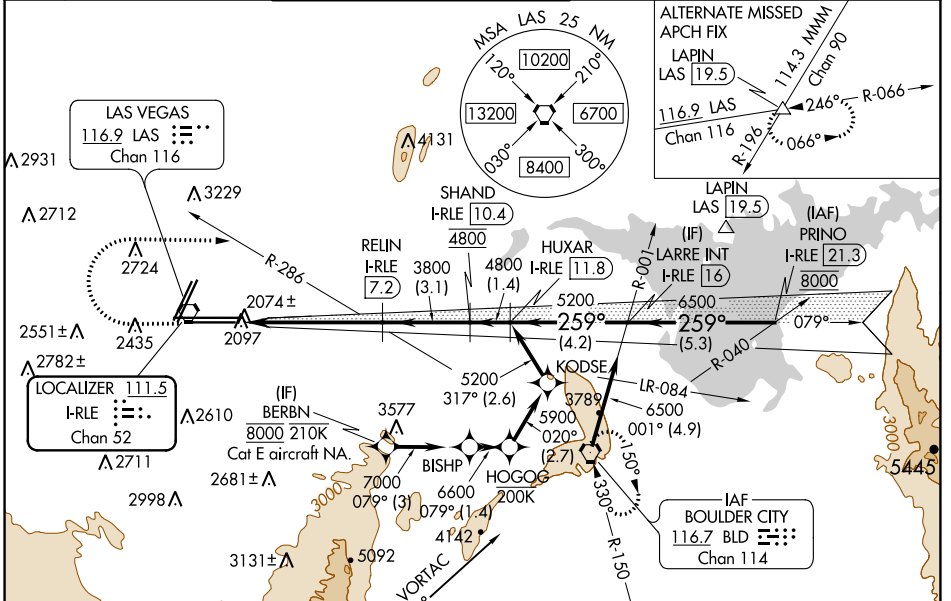 MSA LAS 25 NM
120°
10200
210°
13200
6700
030°
8400
300°
ALTERNATE MISSED
APCH FIX
LAPIN
LAS 19.5
114.3 MMM
Chan 90
116.9 LAS
Chan 116
R-196
246°
R-066
066°
LAS VEGAS
116.9 LAS
Chan 116
2931
2712
3229
4131
2724
2551±
2435
2782±
2074±
2097
R-286
RELIN
I-RLE
7.2
3800
(3.1)
SHAND
I-RLE 10.4
4800
4800
(1.4)
HUXAR
I-RLE 11.8
5200
259°
(4.2)
R-001
LAPIN
LAS 19.5
(IF)
LARRE INT
I-RLE 16
6500
259°
(5.3)
(IAF)
PRINO
I-RLE 21.3
8000
079°
R-040
LOCALIZER 111.5
I-RLE
Chan 52
2610
2711
2681±
2998
3131±
(IF)
BERBN
8000 210K
Cat E aircraft NA.
3577
5200
317° (2.6)
KODSE
LR-084
3789
6500
001° (4.9)
5900
020°
(2.7)
BISHP
7000
079° (3)
6600
079° (1.4)
HOGOG
200K
3000
5092
4142
VORTAC
150°
330°
R-150
IAF
BOULDER CITY
116.7 BLD
Chan 114
3000
5445